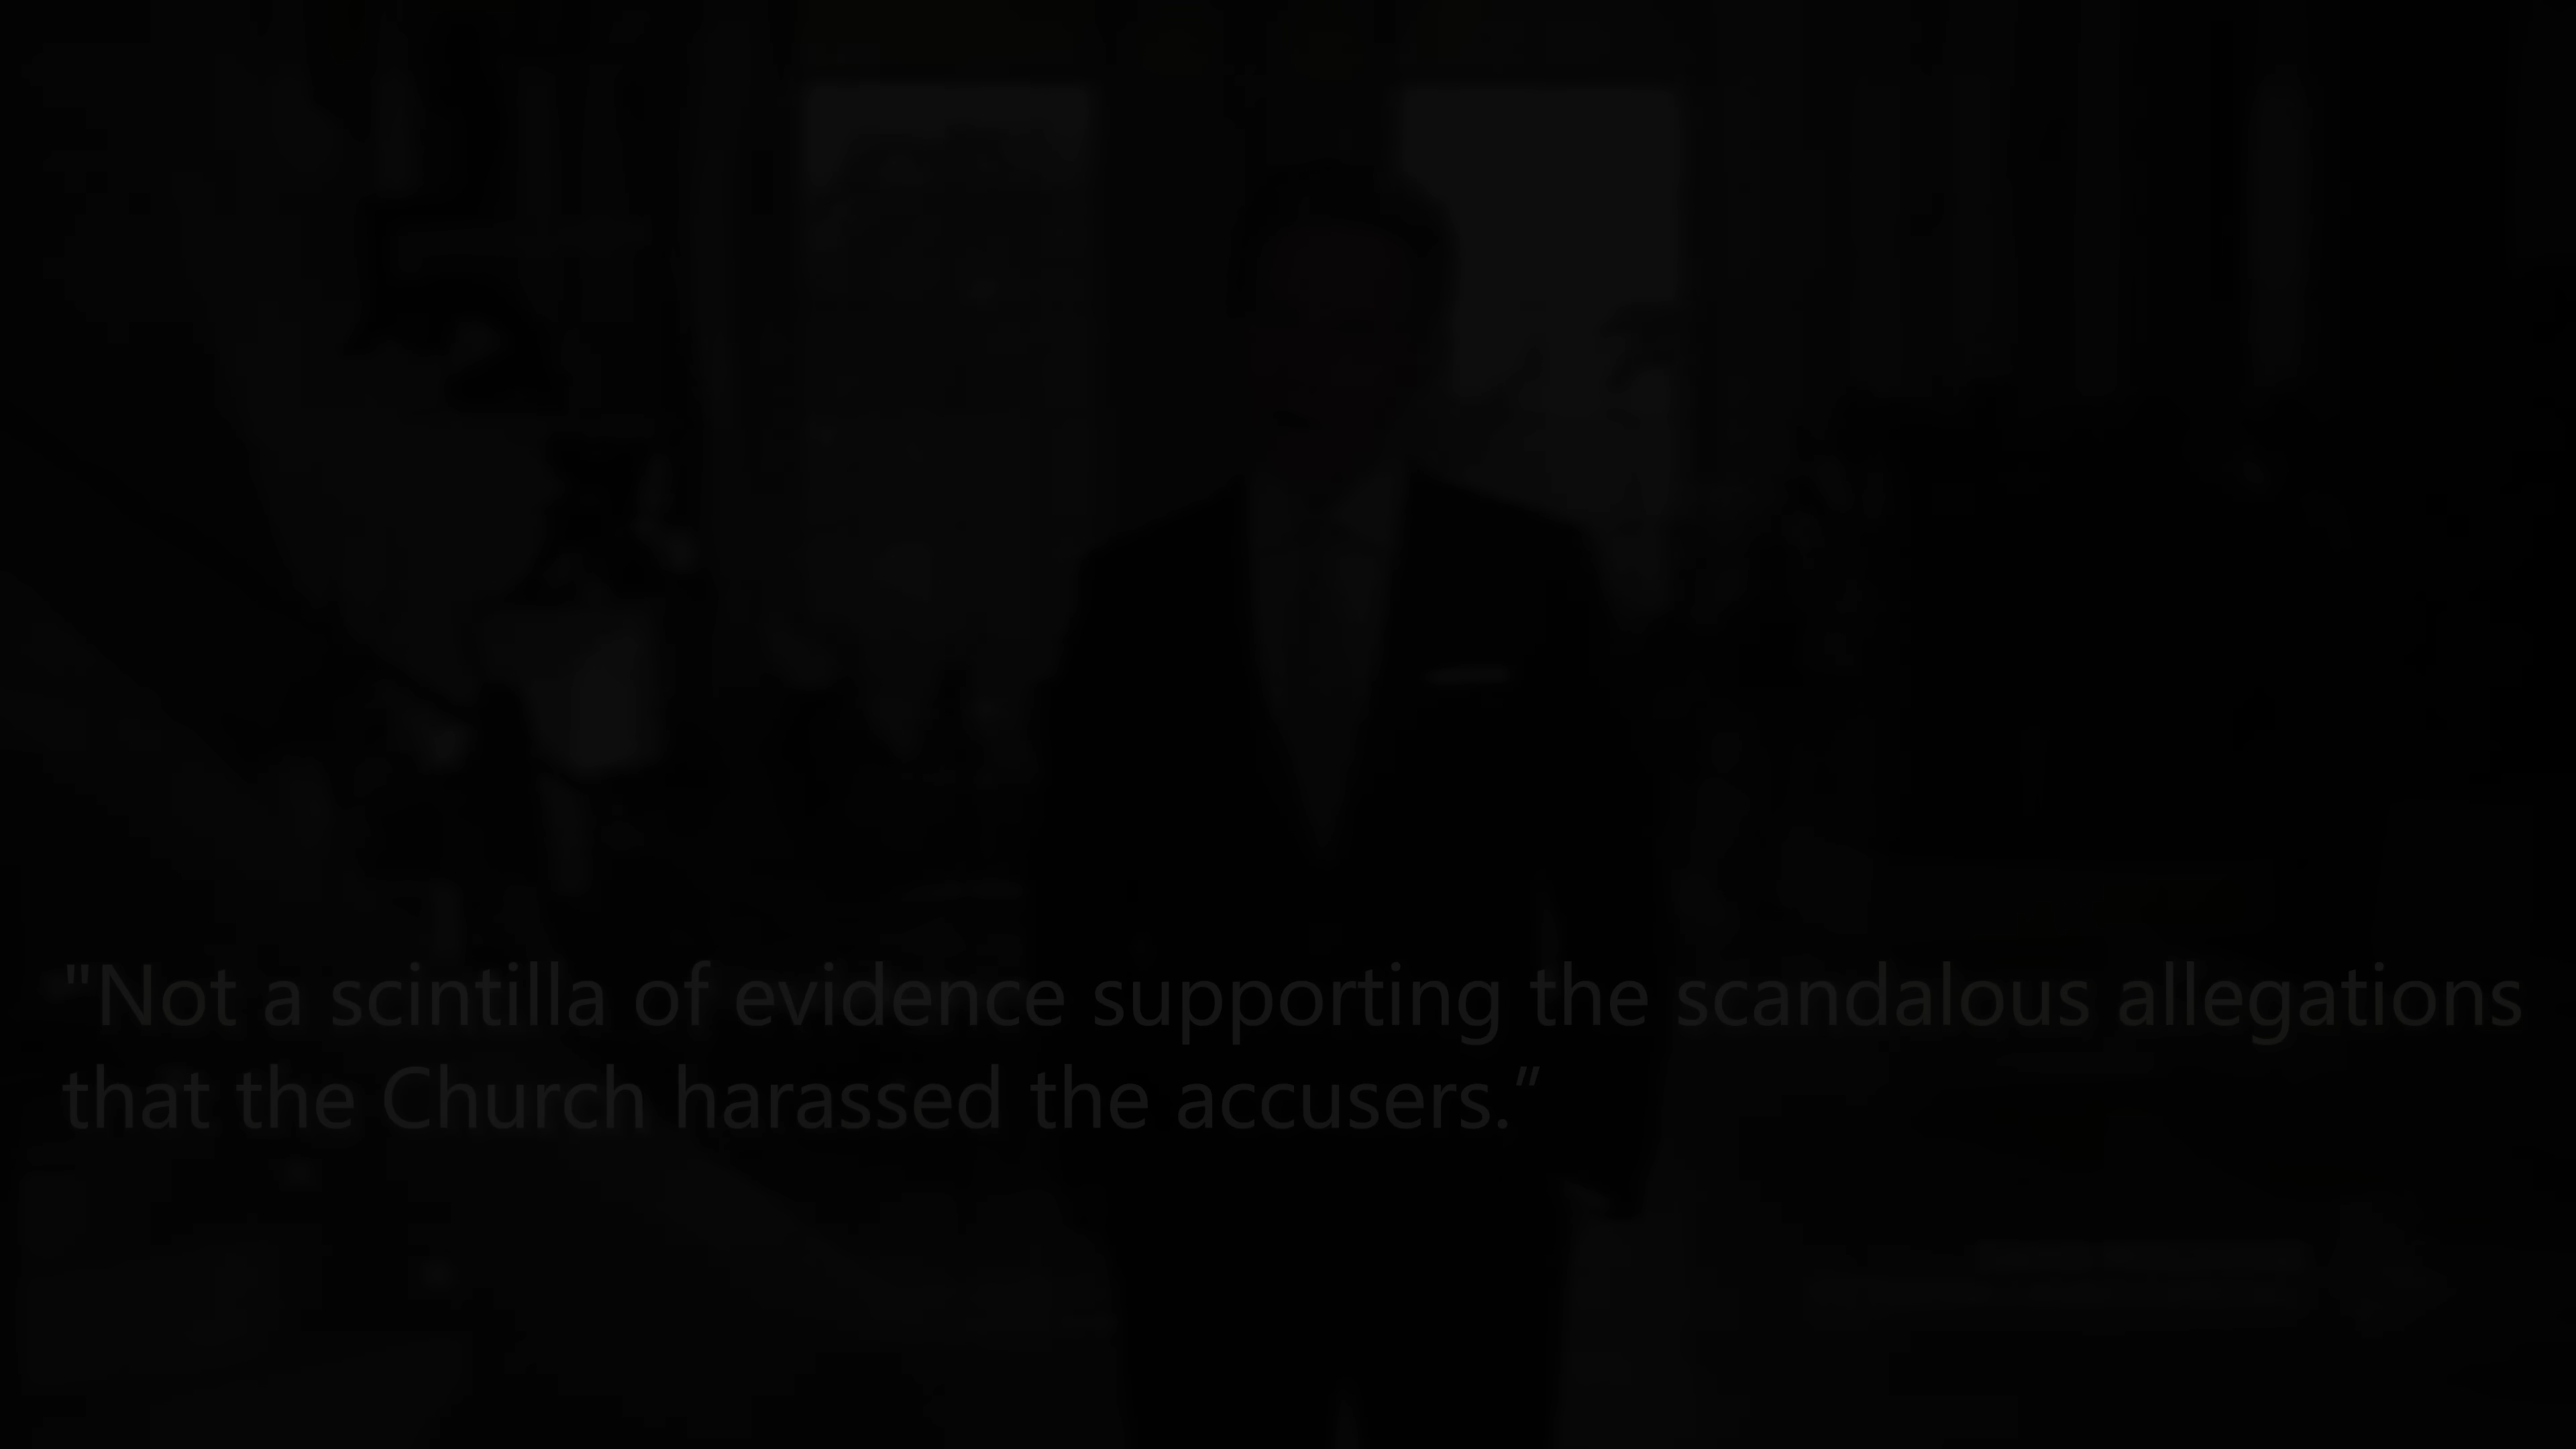 "Not a scintilla of evidence supporting the scandalous allegations
that the Church harassed the accusers.”